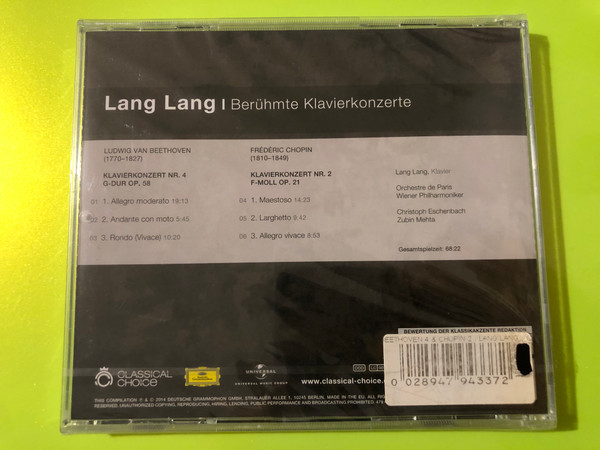 Lang Lang | Berühmte Klavierkonzerte
LUDWIG VAN BEETHOVEN
(1770–1827)
KLAVIERKONZERT NR. 4
G-DUR OP. 58
01 1. Allegro moderato 19:13
02 2. Andante con moto 5:45
03 3. Rondo (Vivace) 10:20
FRÉDÉRIC CHOPIN
(1810–1849)
KLAVIERKONZERT NR. 2
F-MOLL OP. 21
04 1. Maestoso 14:23
05 2. Larghetto 9:42
06 3. Allegro vivace 8:53
Lang Lang, Klavier
Orchestre de Paris
Wiener Philharmoniker
Christoph Eschenbach
Zubin Mehta
Gesamtspielzeit: 68:22
BEWERTUNG DER KLASSIKAKZENTE REDAKTION
EETHOVEN 4 & CHOPIN 2 / LANG LANG
0 028947 943372
CLASSICAL
CHOICE
UNIVERSAL
UNIVERSAL MUSIC GROUP
www.classical-choice.
THIS COMPILATION ℗ & © 2014 DEUTSCHE GRAMMOPHON GMBH, STRALAUER ALLEE 1, 10245 BERLIN. MADE IN THE EU. ALL
RESERVED. UNAUTHORIZED COPYING, REPRODUCING, HIRING, LENDING, PUBLIC PERFORMANCE AND BROADCASTING PROHIBITED.